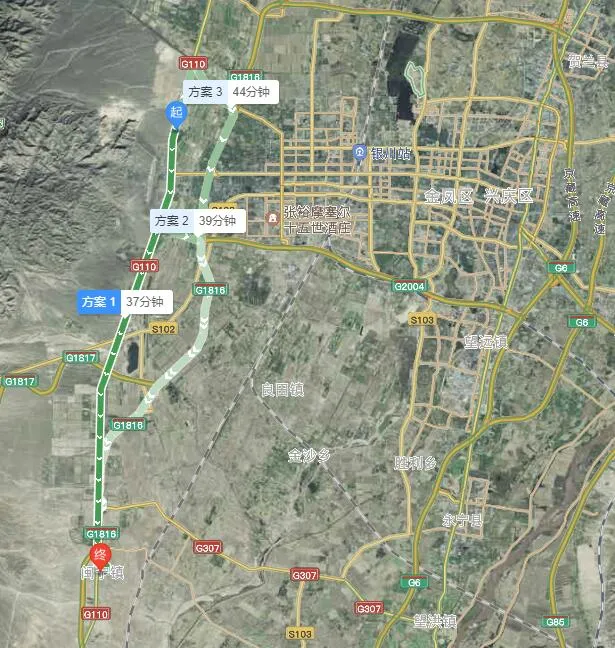 G110
贺兰县
G1816
方案 3 44分钟
起
银川站
京藏高速
金凤区
兴庆区
方案 2 39分钟
张裕摩塞尔
十五世酒庄
G110
G6
G1816
G2004
方案 1 37分钟
S103
G6
S102
望远镇
G1817
G1817
良田镇
G1816
金沙乡
胜利乡
永宁县
G1816
终
G307
闽宁镇
G307
G6
G307
G110
望洪镇
G85
S103